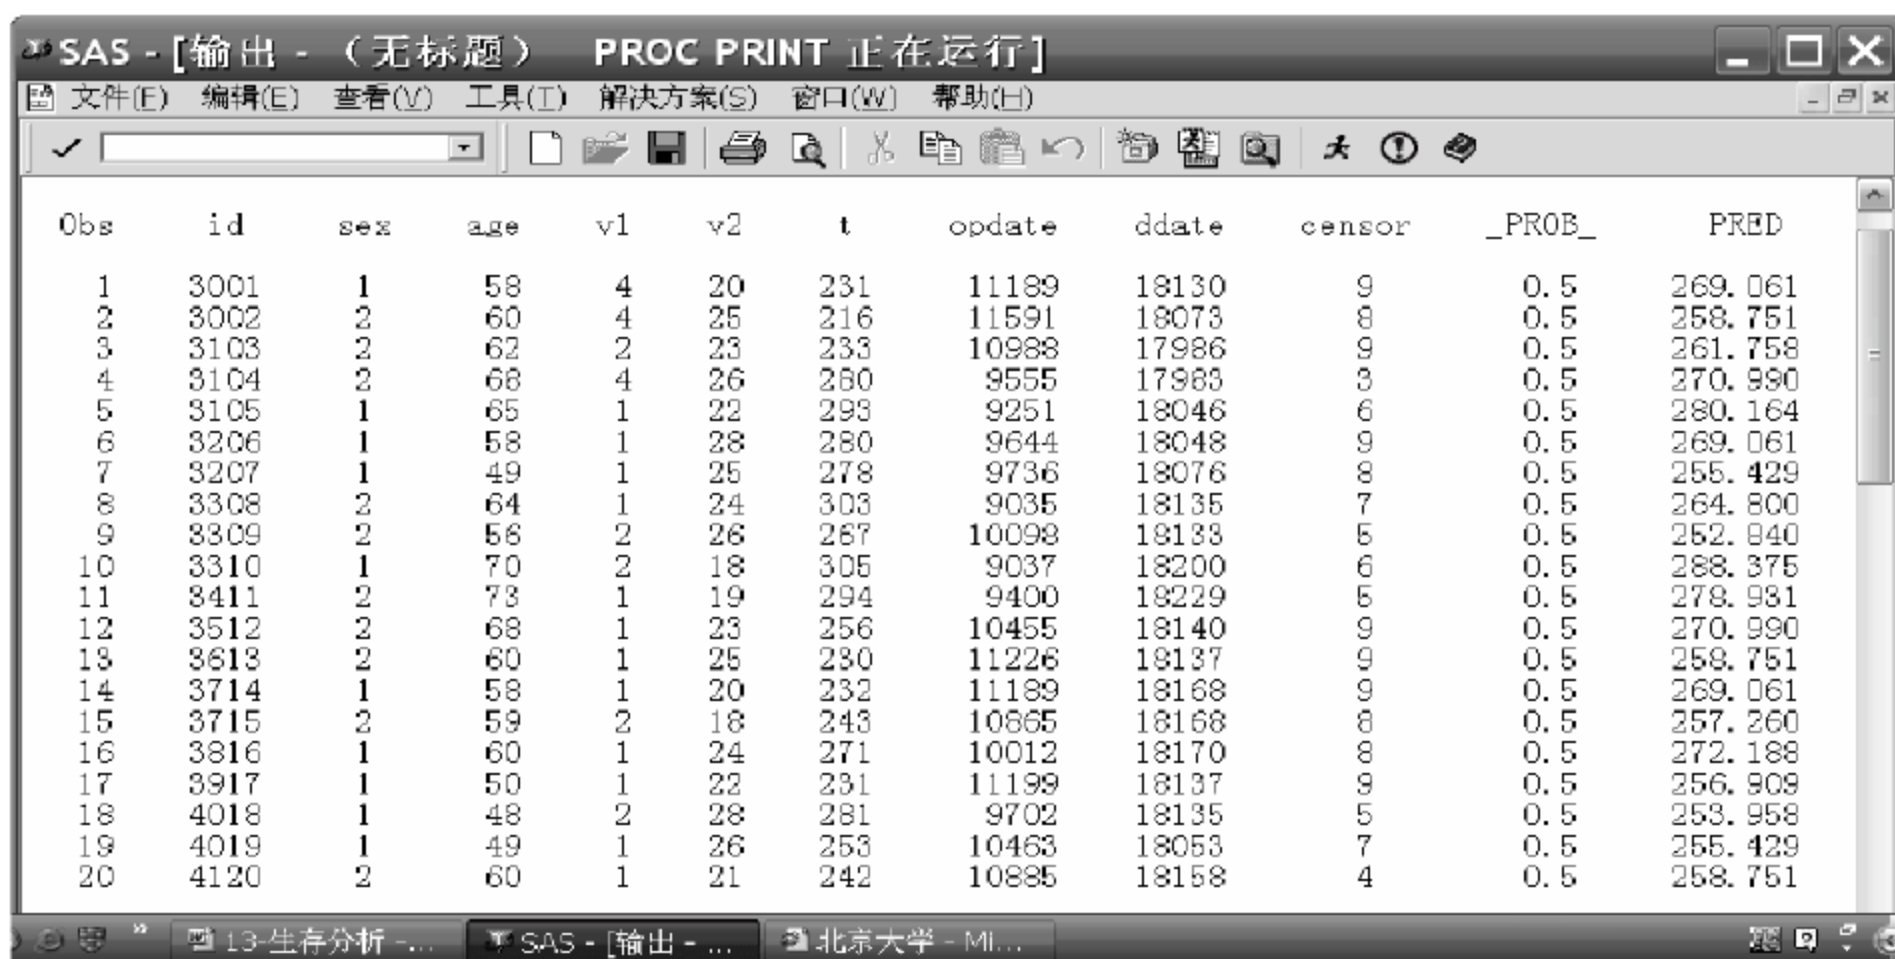 SAS - [输出 - （无标题） PROC PRINT 正在运行]
文件(F) 编辑(E) 查看(V) 工具(T) 解决方案(S) 窗口(W) 帮助(H)
Obs id sex age v1 v2 t opdate ddate censor _PROB_ PRED
1 3001 1 58 4 20 231 11189 18130 9 0.5 269.061
2 3002 2 60 4 25 216 11591 18073 8 0.5 258.751
3 3103 2 62 2 23 233 10988 17986 9 0.5 261.758
4 3104 2 68 4 26 280 9555 17983 3 0.5 270.990
5 3105 1 65 1 22 293 9251 18046 6 0.5 280.164
6 3206 1 58 1 28 280 9644 18048 9 0.5 269.061
7 3207 1 49 1 25 278 9736 18076 8 0.5 255.429
8 3308 2 64 1 24 303 9035 18135 7 0.5 264.800
9 3309 2 56 2 26 267 10098 18133 5 0.5 252.840
10 3310 1 70 2 18 305 9037 18200 6 0.5 288.375
11 3411 2 73 1 19 294 9400 18229 5 0.5 278.931
12 3512 2 68 1 23 256 10455 18140 9 0.5 270.990
13 3613 2 60 1 25 230 11226 18137 9 0.5 258.751
14 3714 1 58 1 20 232 11189 18168 9 0.5 269.061
15 3715 2 59 2 18 243 10865 18168 8 0.5 257.260
16 3816 1 60 1 24 271 10012 18170 8 0.5 272.188
17 3917 1 50 1 22 231 11199 18137 9 0.5 256.909
18 4018 1 48 2 28 281 9702 18135 5 0.5 253.958
19 4019 1 49 1 26 253 10463 18053 7 0.5 255.429
20 4120 2 60 1 21 242 10885 18158 4 0.5 258.751
13-生存分析 -... SAS - [输出 - ... 北京大学 - Mi...